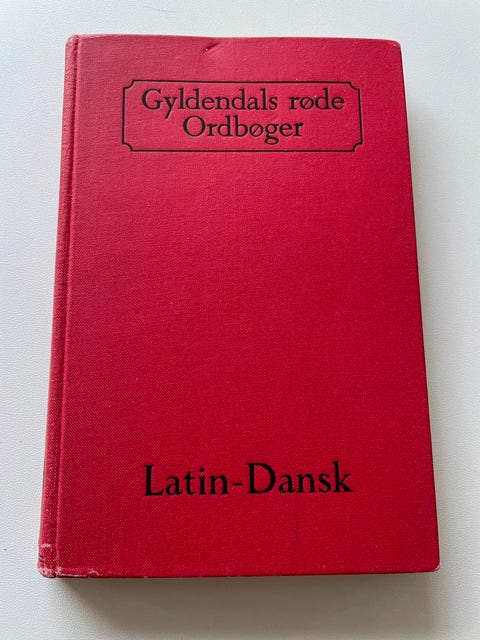 Gyldendals røde
Ordbøger
Latin-Dansk